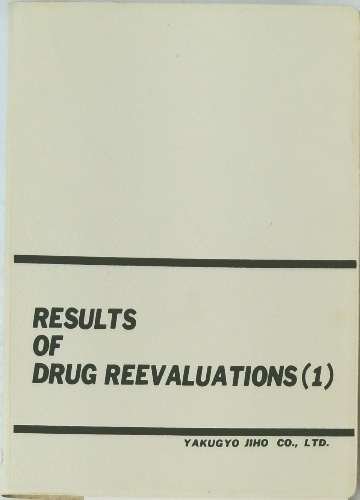 RESULTS
OF
DRUG REEVALUATIONS (1)
YAKUGYO JIHO CO., LTD.